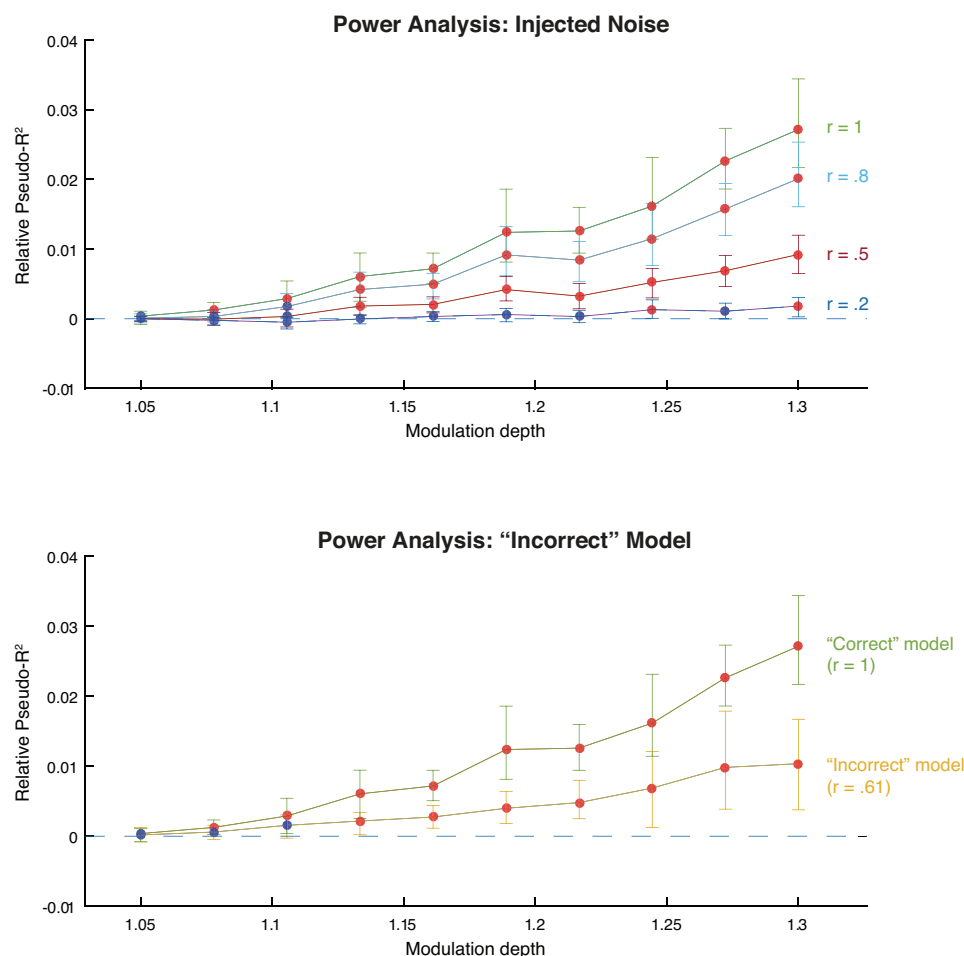 Power Analysis: Injected Noise
Relative Pseudo-R²
0.04
0.03
0.02
0.01
0
-0.01
r = 1
r = .8
r = .5
r = .2
1.05
1.1
1.15
1.2
1.25
1.3
Modulation depth
Power Analysis: “Incorrect” Model
Relative Pseudo-R²
0.04
0.03
0.02
0.01
0
-0.01
“Correct” model
(r = 1)
“Incorrect” model
(r = .61)
1.05
1.1
1.15
1.2
1.25
1.3
Modulation depth